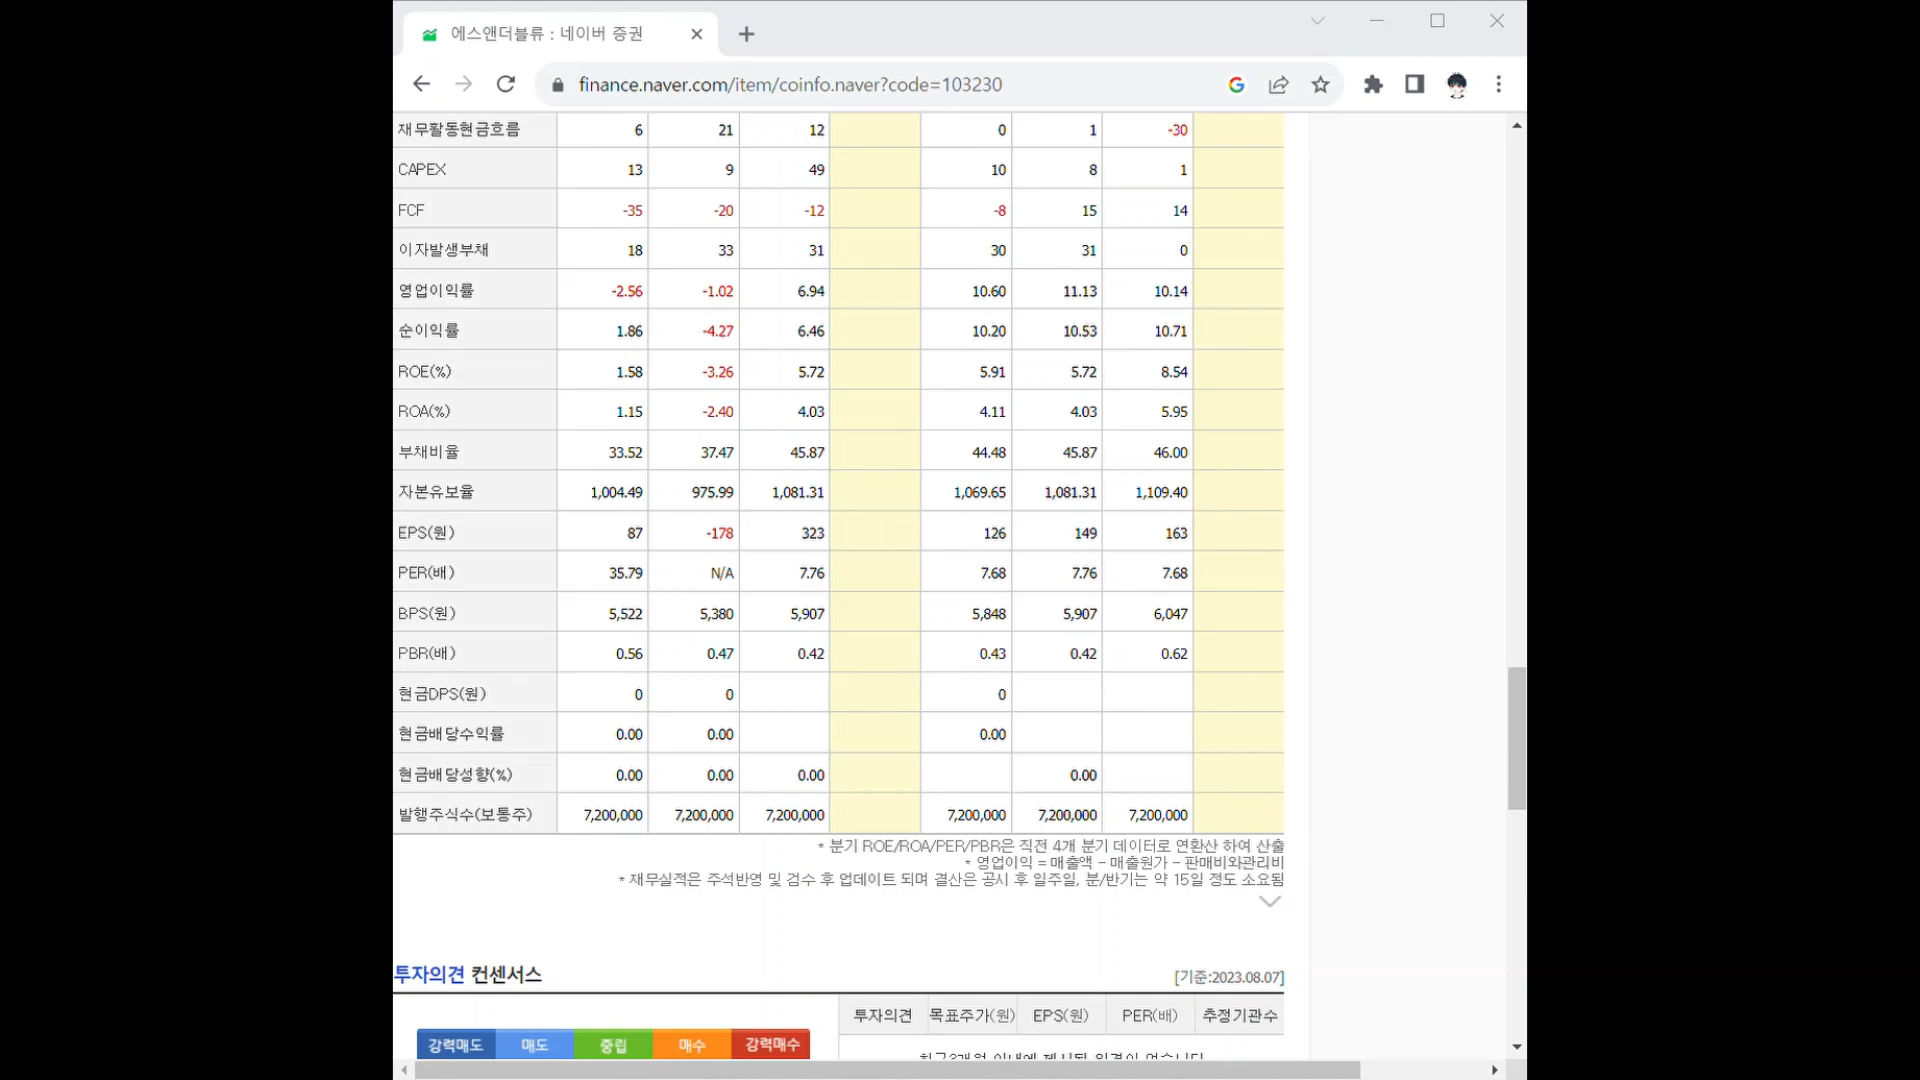 에스앤더블류 : 네이버 증권
finance.naver.com/item/coinfo.naver?code=103230
재무활동현금흐름 6 21 12 0 1 -30
CAPEX 13 9 49 10 8 1
FCF -35 -20 -12 -8 15 14
이자발생부채 18 33 31 30 31 0
영업이익률 -2.56 -1.02 6.94 10.60 11.13 10.14
순이익률 1.86 -4.27 6.46 10.20 10.53 10.71
ROE(%) 1.58 -3.26 5.72 5.91 5.72 8.54
ROA(%) 1.15 -2.40 4.03 4.11 4.03 5.95
부채비율 33.52 37.47 45.87 44.48 45.87 46.00
자본유보율 1,004.49 975.99 1,081.31 1,069.65 1,081.31 1,109.40
EPS(원) 87 -178 323 126 149 163
PER(배) 35.79 N/A 7.76 7.68 7.76 7.68
BPS(원) 5,522 5,380 5,907 5,848 5,907 6,047
PBR(배) 0.56 0.47 0.42 0.43 0.42 0.62
현금DPS(원) 0 0 0
현금배당수익률 0.00 0.00 0.00
현금배당성향(%) 0.00 0.00 0.00 0.00
발행주식수(보통주) 7,200,000 7,200,000 7,200,000 7,200,000 7,200,000 7,200,000
* 분기 ROE/ROA/PER/PBR은 직전 4개 분기 데이터로 연환산 하여 산출
* 영업이익 = 매출액 - 매출원가 - 판매비와관리비
* 재무실적은 주석반영 및 검수 후 업데이트 되며 결산은 공시 후 일주일, 분/반기는 약 15일 정도 소요됨
투자의견 컨센서스 [기준:2023.08.07]
투자의견 목표주가(원) EPS(원) PER(배) 추정기관수
강력매도 매도 중립 매수 강력매수